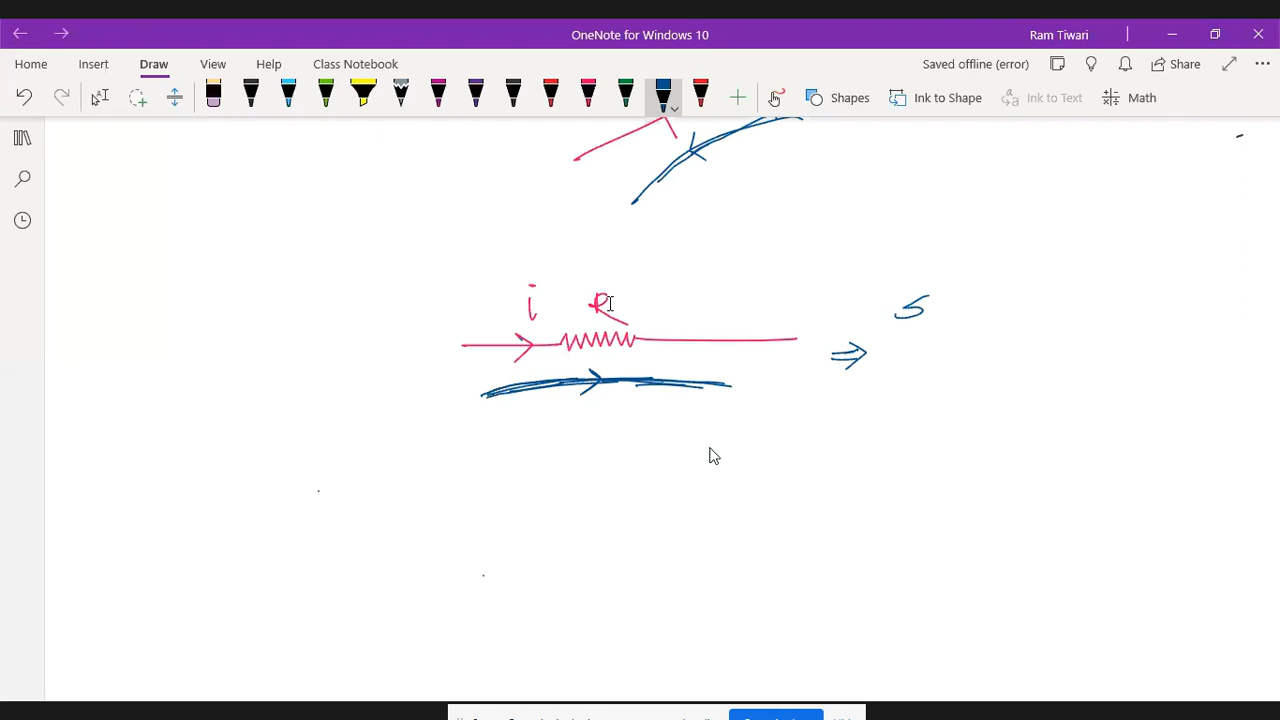 OneNote for Windows 10
Ram Tiwari
Home Insert Draw View Help Class Notebook
Saved offline (error)
Share
Shapes
Ink to Shape
Ink to Text
Math
i R
S